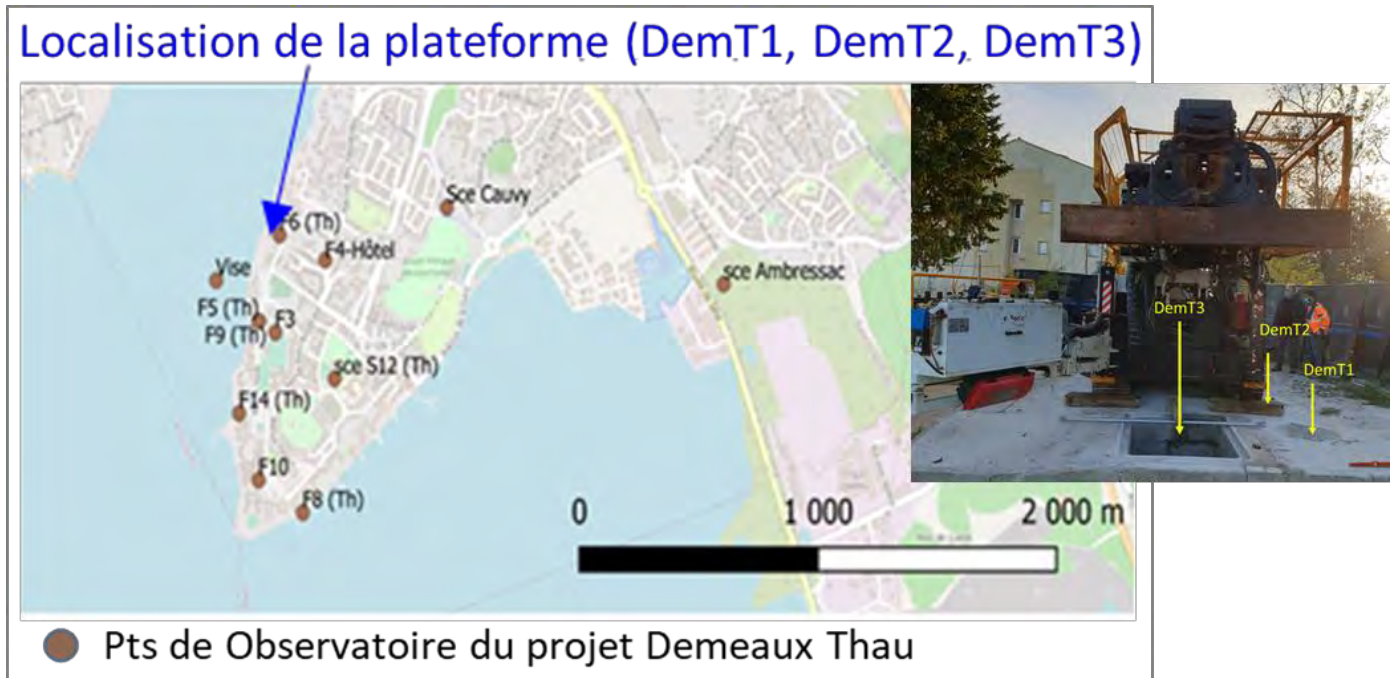 Localisation de la plateforme (DemT1, DemT2, DemT3)
Sce Cauvy
F6 (Th)
F4-Hôtel
Vise
sce Ambressac
F5 (Th)
F3
F9 (Th)
sce S12 (Th)
F14 (Th)
F10
F8 (Th)
0 1 000 2 000 m
DemT3
DemT2
DemT1
Pts de Observatoire du projet Demeaux Thau